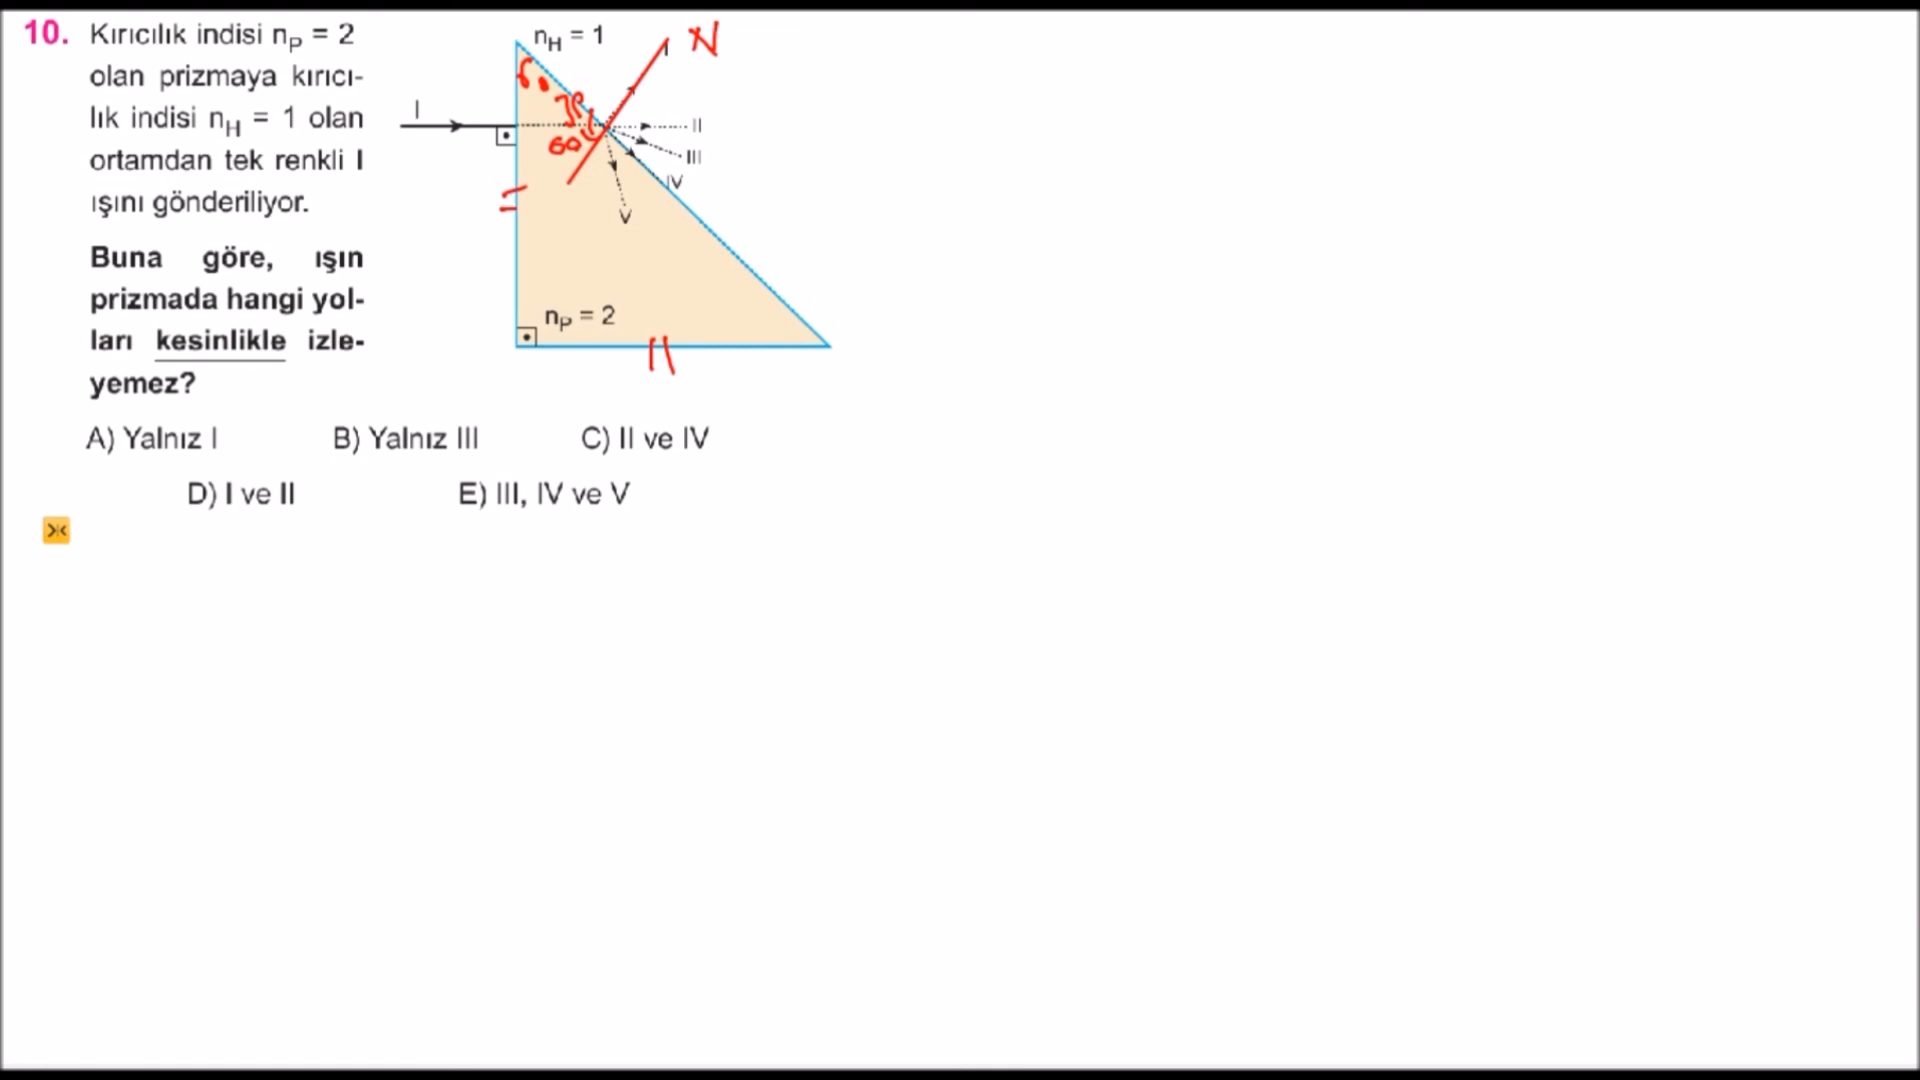 10. Kırıcılık indisi nP = 2
olan prizmaya kırıcı-
lık indisi nH = 1 olan
ortamdan tek renkli I
ışını gönderiliyor.
Buna göre, ışın
prizmada hangi yol-
ları kesinlikle izle-
yemez?
nH = 1
N
I
60
II
III
IV
V
nP = 2
A) Yalnız I
B) Yalnız III
C) II ve IV
D) I ve II
E) III, IV ve V